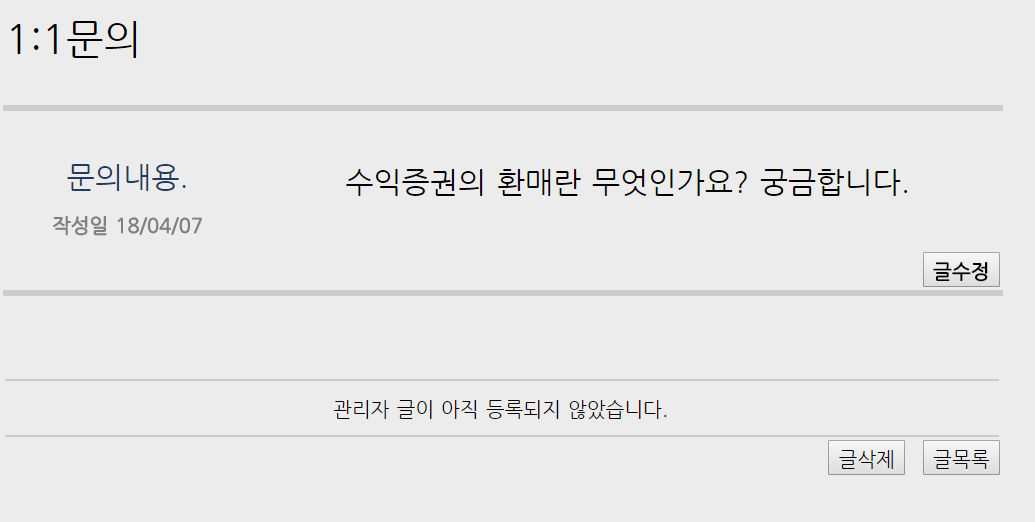 1:1문의
문의내용.
수익증권의 환매란 무엇인가요? 궁금합니다.
작성일 18/04/07
글수정
관리자 글이 아직 등록되지 않았습니다.
글삭제 글목록